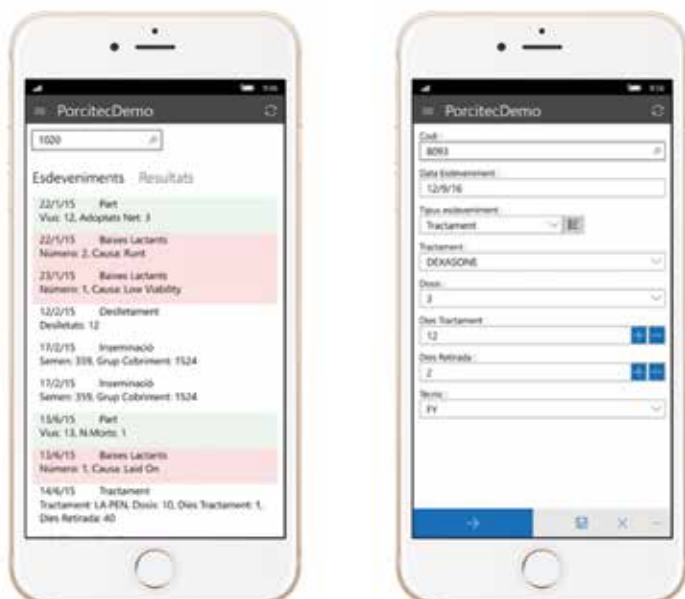 9:06
PorcitecDemo
1020
Esdeveniments Resultats
22/1/15 Part
Vius: 12, Adoptats Net: 3
22/1/15 Baixes Lactants
Número: 2, Causa: Runt
23/1/15 Baixes Lactants
Número: 1, Causa: Low Viability
12/2/15 Deslletament
Deslletats: 12
17/2/15 Inseminació
Semen: 359, Grup Cobriment: 1524
17/2/15 Inseminació
Semen: 359, Grup Cobriment: 1524
13/6/15 Part
Vius: 13, N.Morts: 1
13/6/15 Baixes Lactants
Número: 1, Causa: Laid On
14/6/15 Tractament
Tractament: LA-PEN, Dosis: 10, Dies Tractament: 1,
Dies Retirada: 40
PorcitecDemo
Codi :
8093
Data Esdeveniment :
12/9/16
Tipus esdeveniment :
Tractament
Tractament :
DEXAGONE
Dosis :
3
Dies Tractament
12
Dies Retirada :
2
Tècnic :
FY